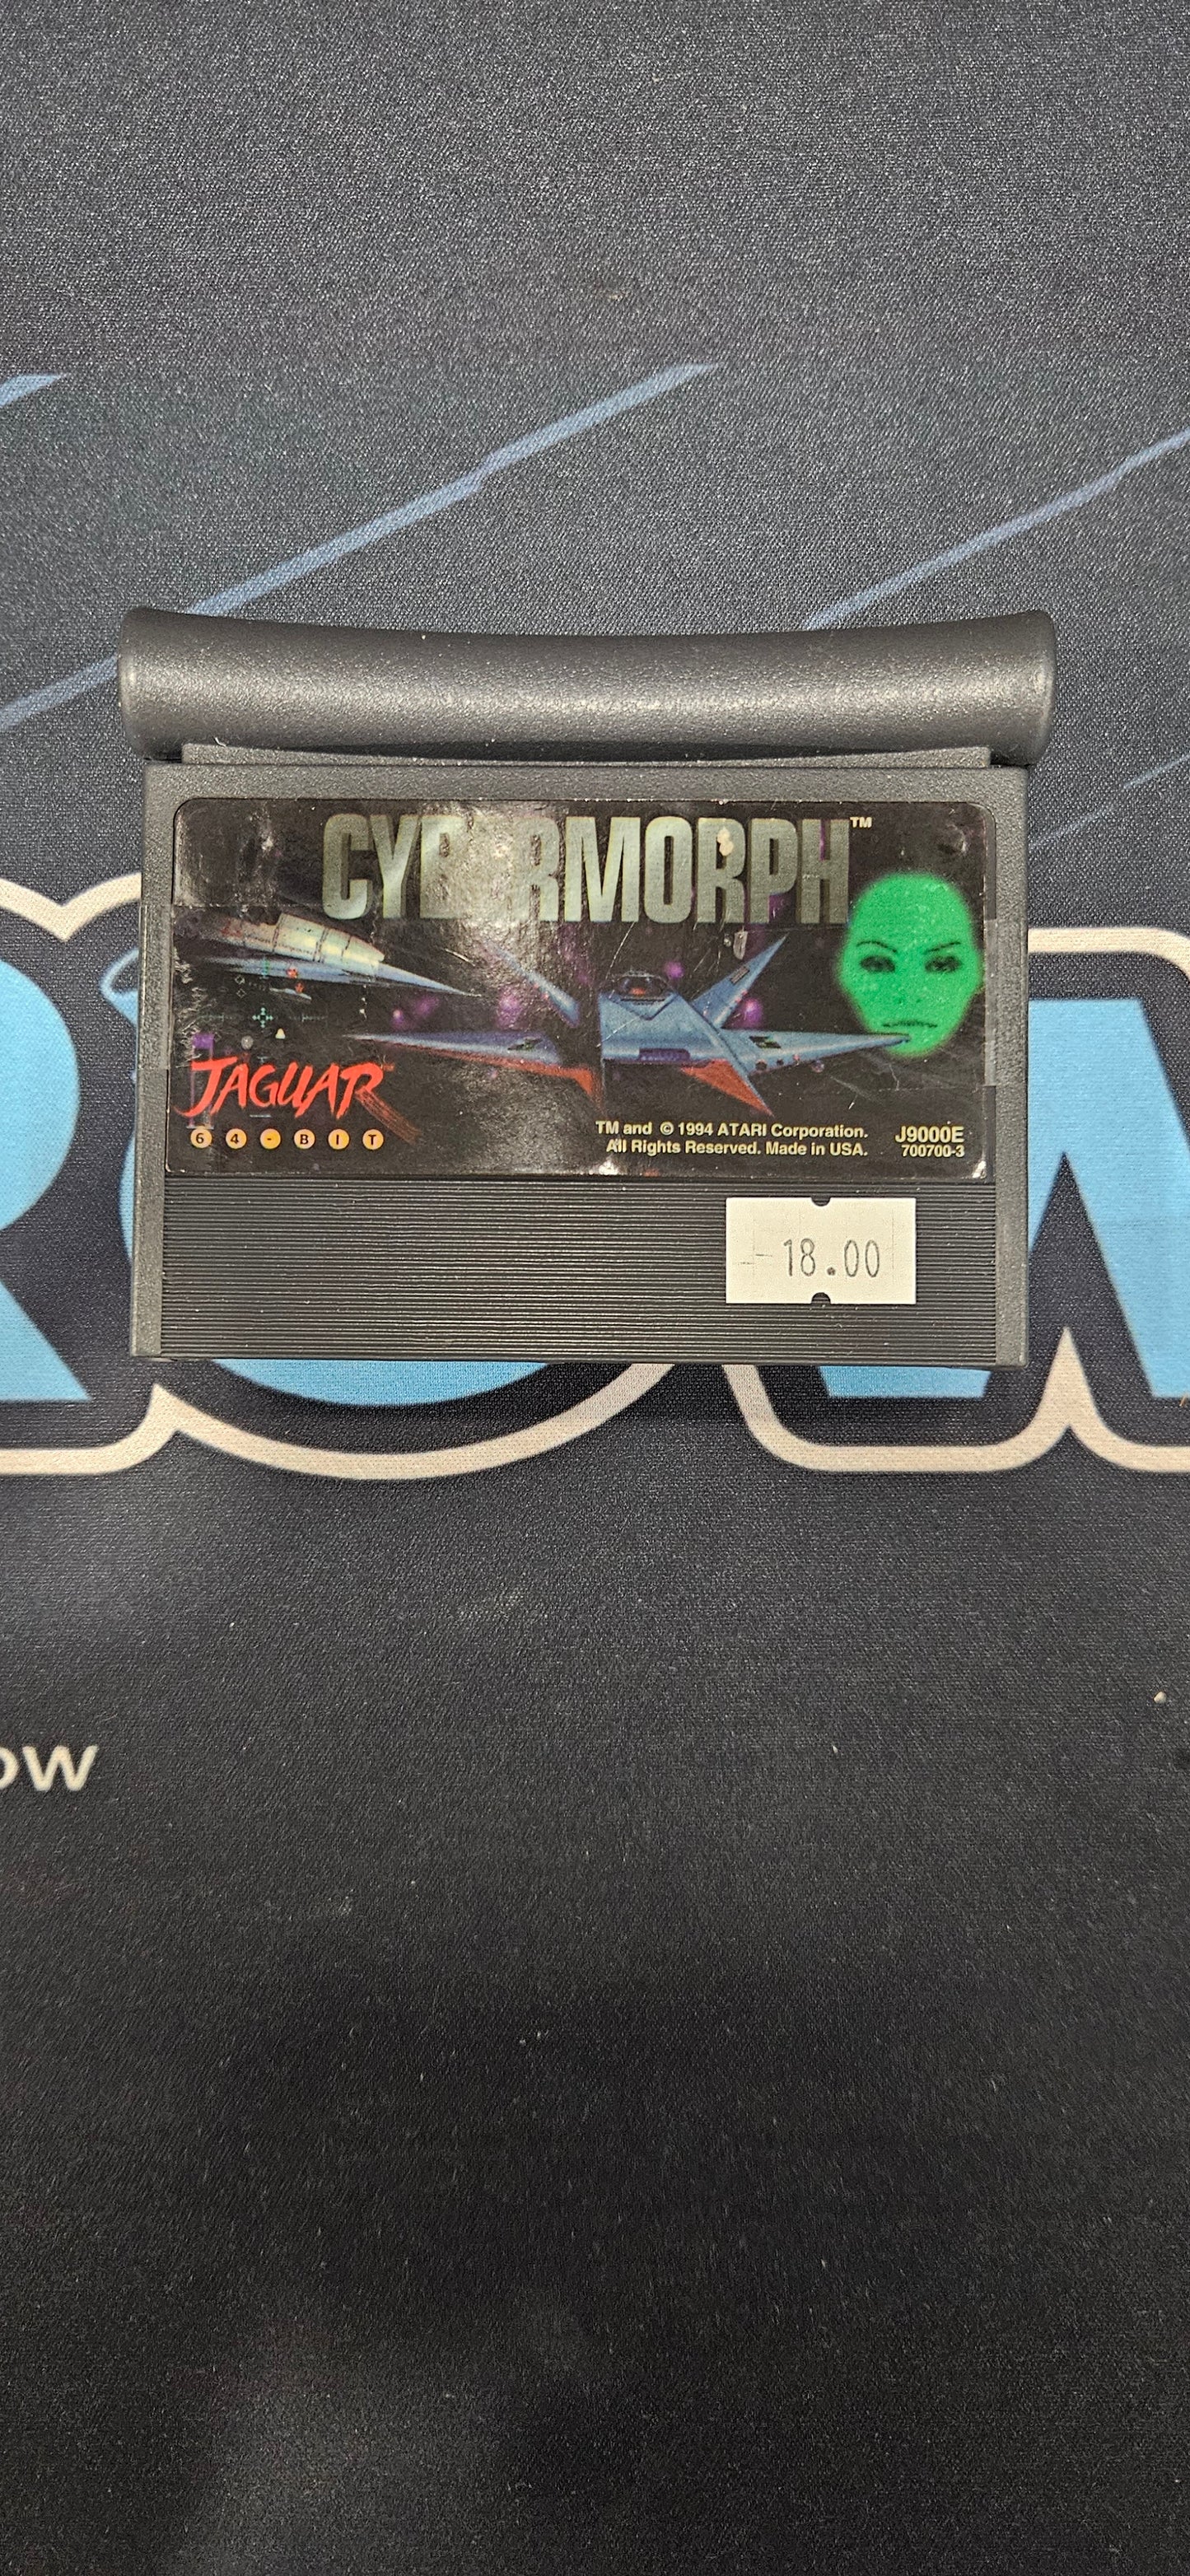 CYBERMORPH™
JAGUAR
64-BIT
TM and © 1994 ATARI Corporation.
All Rights Reserved. Made in USA.
J9000E
700700-3
18.00
ow